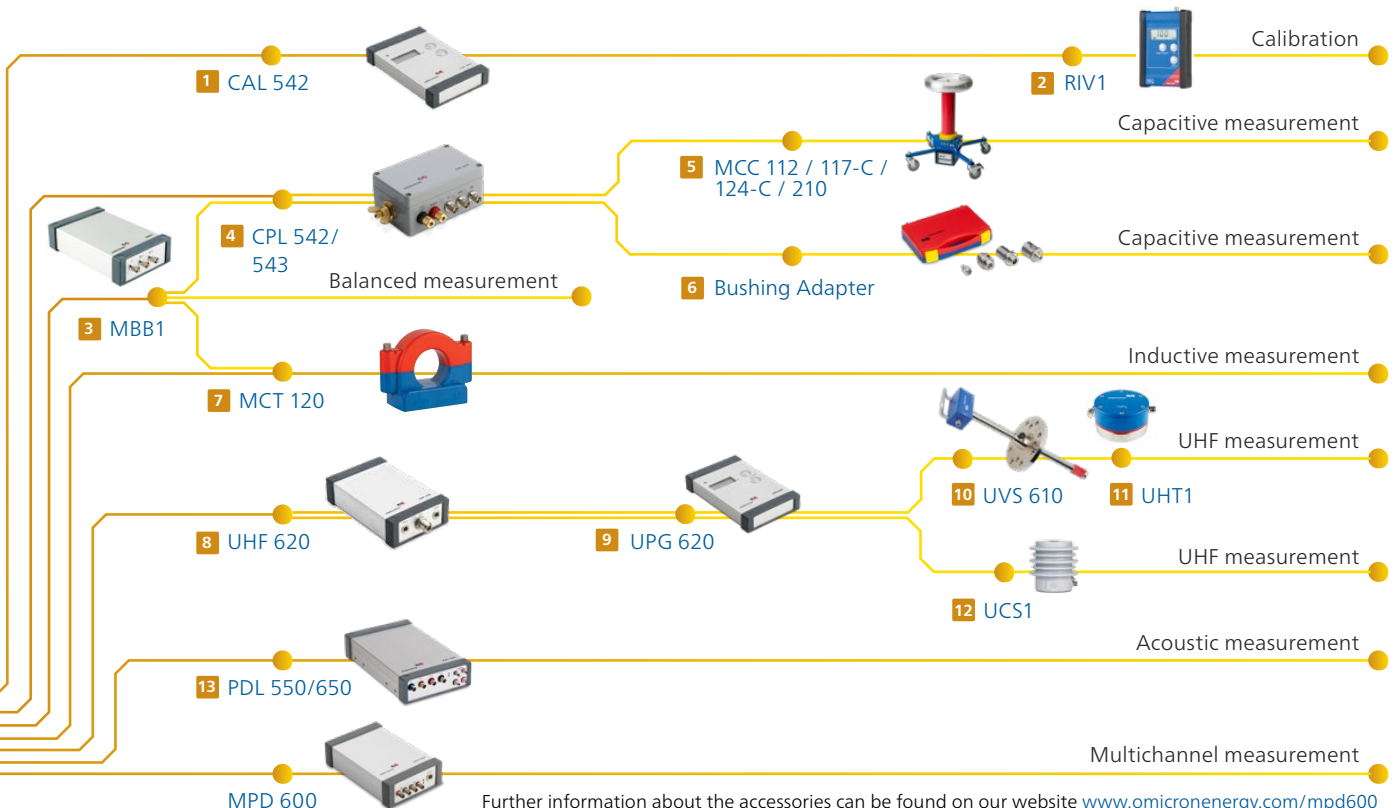 Calibration
1 CAL 542
2 RIV1
Capacitive measurement
5 MCC 112 / 117-C /
124-C / 210
4 CPL 542/
543
Capacitive measurement
6 Bushing Adapter
Balanced measurement
3 MBB1
Inductive measurement
7 MCT 120
UHF measurement
10 UVS 610
11 UHT1
8 UHF 620
9 UPG 620
UHF measurement
12 UCS1
Acoustic measurement
13 PDL 550/650
Multichannel measurement
MPD 600
Further information about the accessories can be found on our website www.omicronenergy.com/mpd600